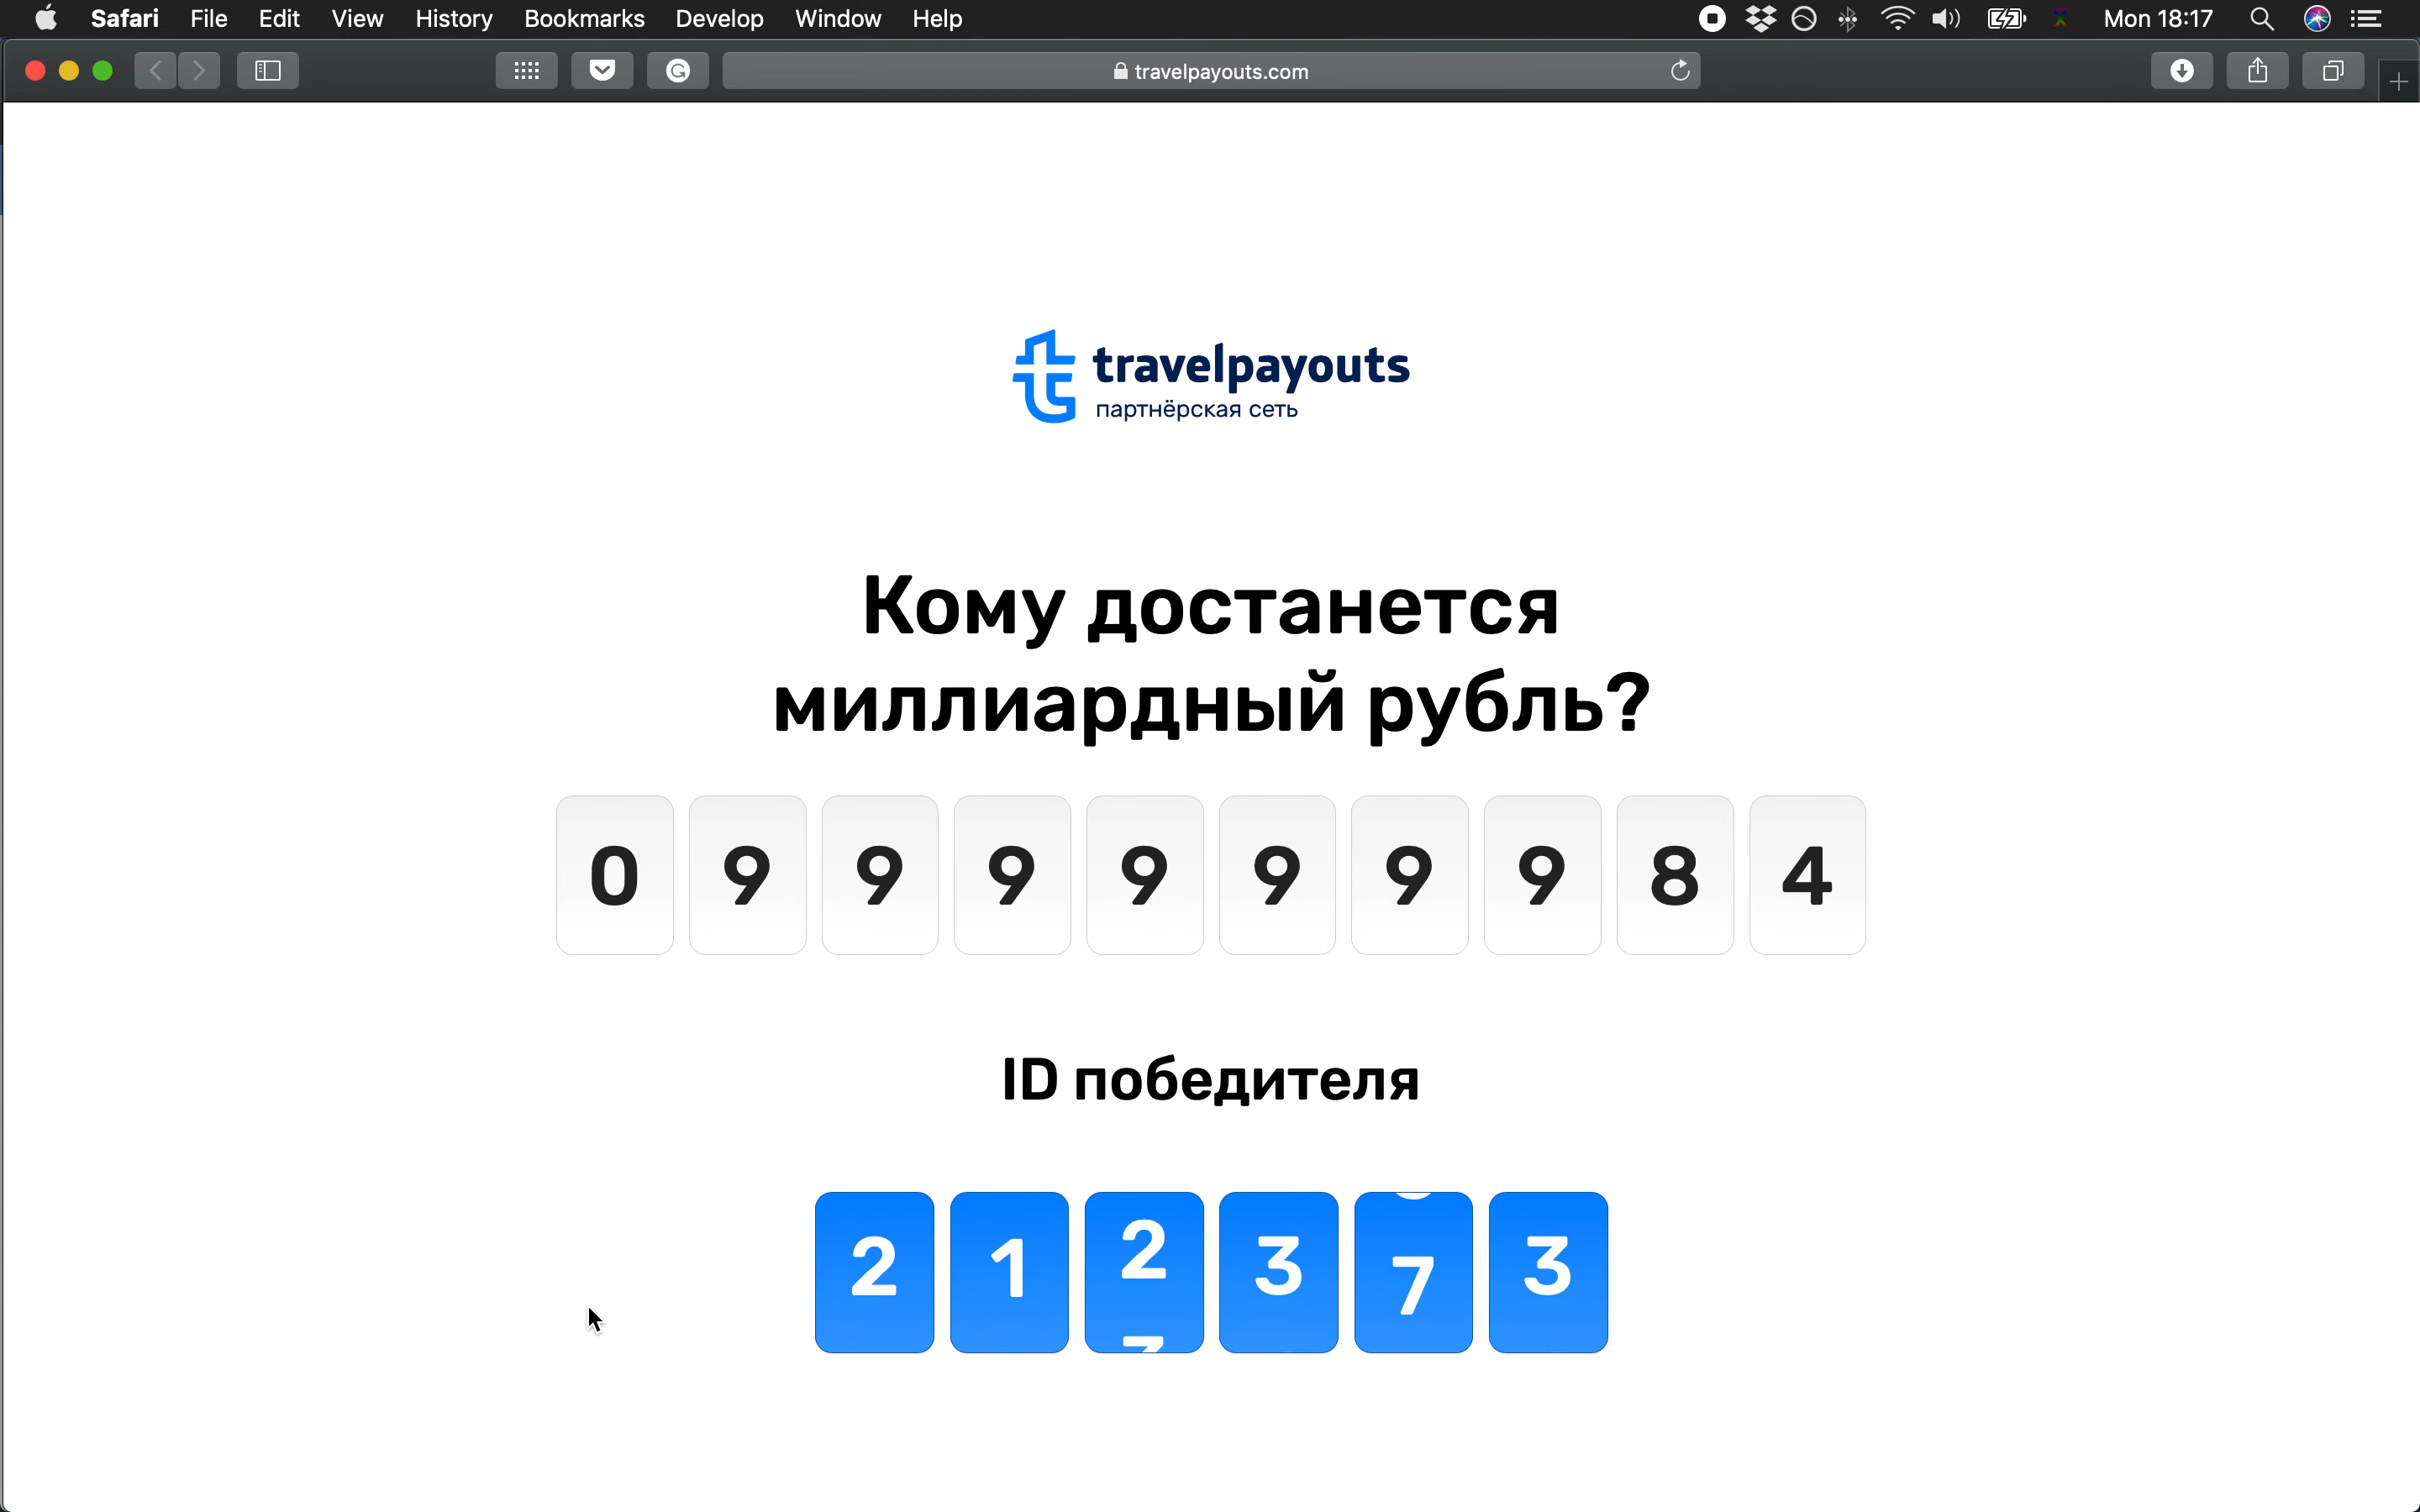 Safari File Edit View History Bookmarks Develop Window Help Mon 18:17
travelpayouts.com
travelpayouts
партнёрская сеть
Кому достанется
миллиардный рубль?
0 9 9 9 9 9 9 9 8 4
ID победителя
2 1 2 3 7 3